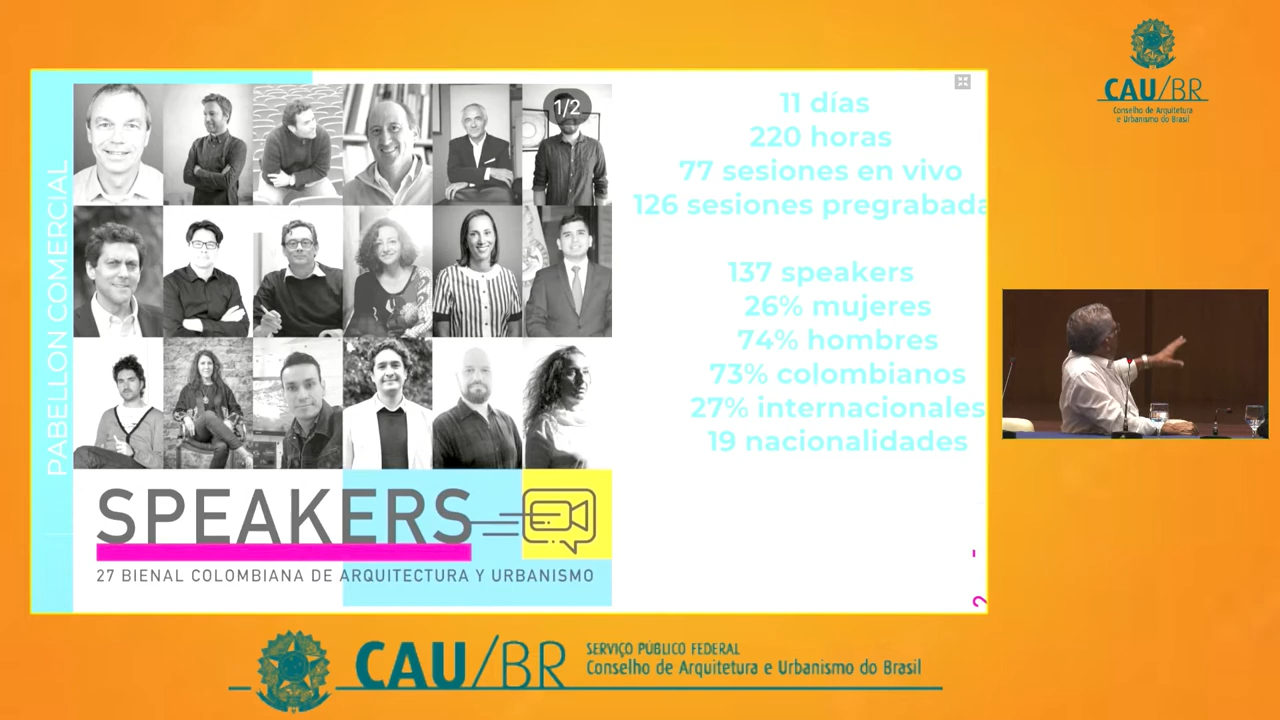 PABELLON COMERCIAL
1/2
11 días
220 horas
77 sesiones en vivo
126 sesiones pregrabada
137 speakers
26% mujeres
74% hombres
73% colombianos
27% internacionales
19 nacionalidades
SPEAKERS
27 BIENAL COLOMBIANA DE ARQUITECTURA Y URBANISMO
CAU/BR
Conselho de Arquitetura
e Urbanismo do Brasil
CAU/BR
SERVIÇO PÚBLICO FEDERAL
Conselho de Arquitetura e Urbanismo do Brasil